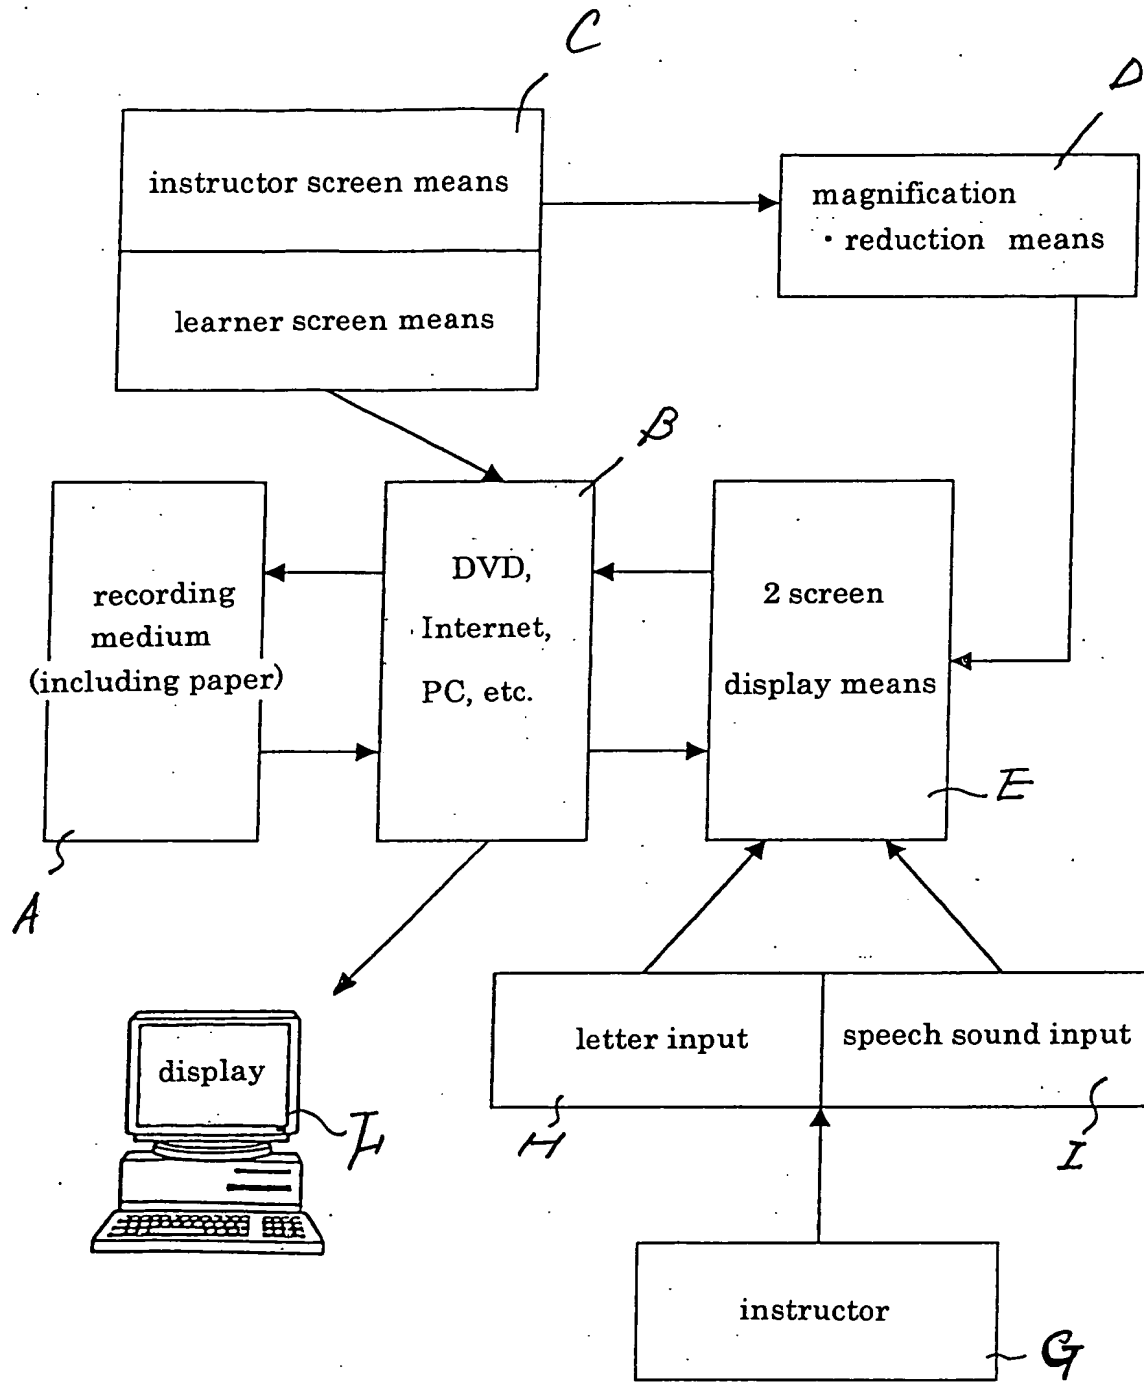 C
D
instructor screen means
magnification
・reduction means
learner screen means
B
DVD,
Internet,
PC, etc.
recording
medium
(including paper)
2 screen
display means
E
A
display
F
letter input
speech sound input
H
I
instructor
G